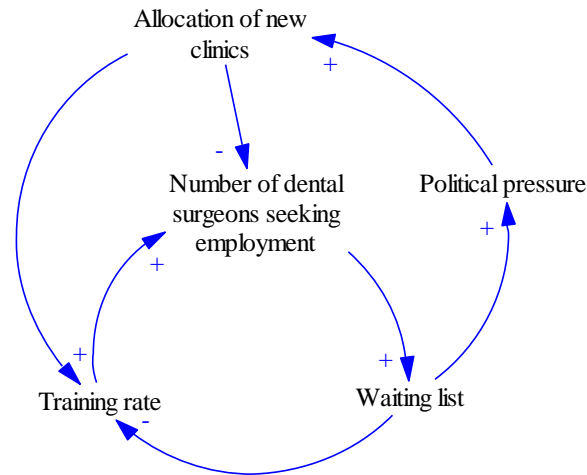 Allocation of new
clinics
+
-
Number of dental
surgeons seeking
employment
Political pressure
+
+
+
+
Training rate
-
Waiting list